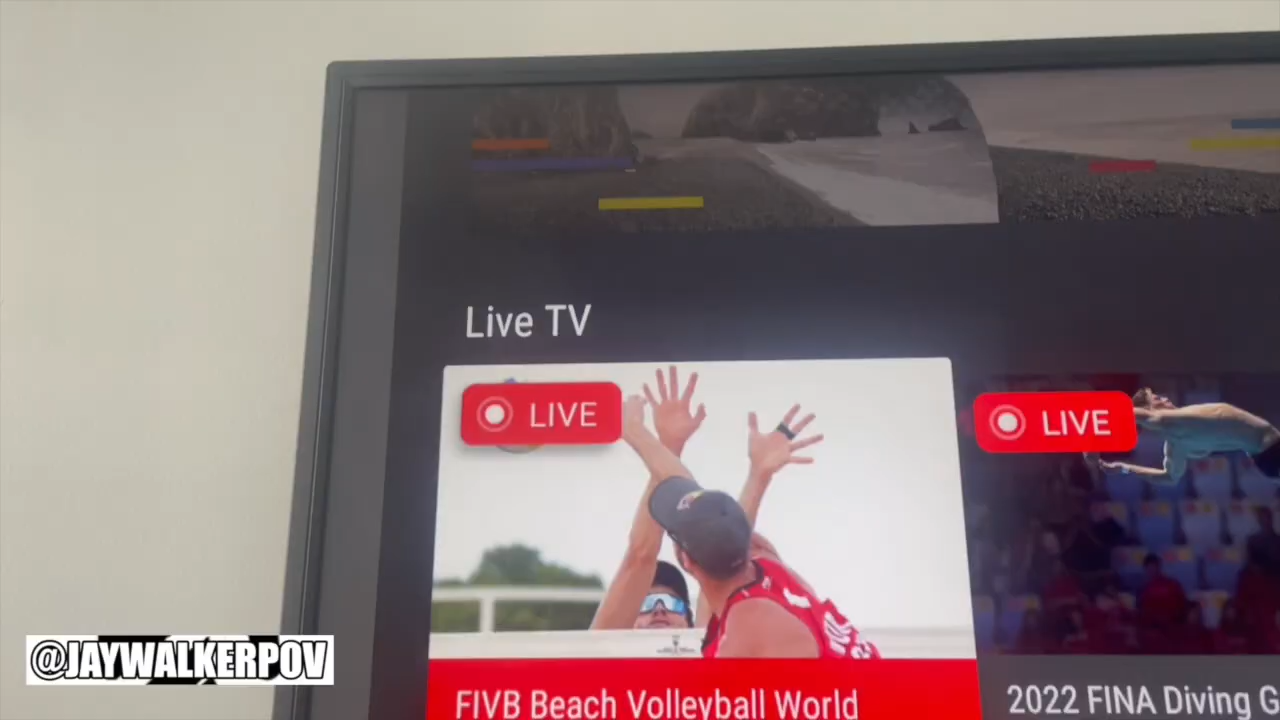 Live TV
LIVE
LIVE
FIVB Beach Volleyball World
2022 FINA Diving G
@JAYWALKERPOV